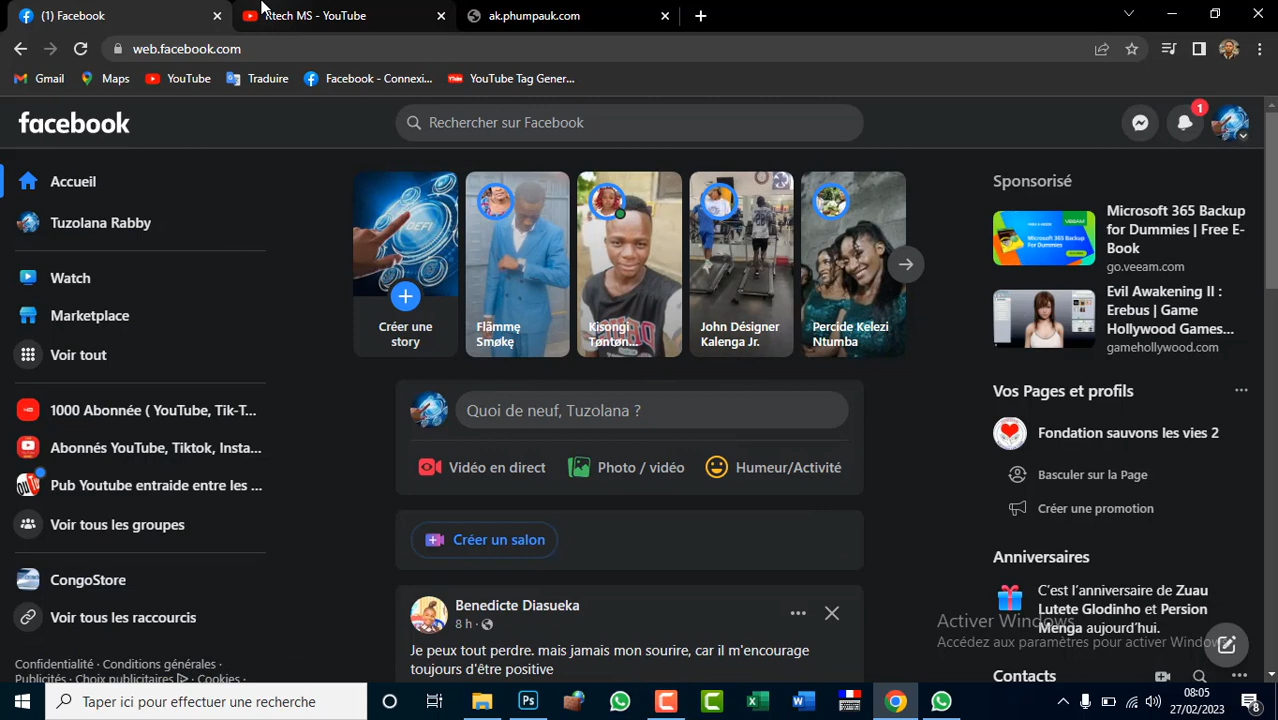 (1) Facebook
Rtech MS - YouTube
ak.phumpauk.com
web.facebook.com
Gmail
Maps
YouTube
Traduire
Facebook - Connexi...
YouTube Tag Gener...
facebook
Rechercher sur Facebook
1
Accueil
Tuzolana Rabby
Watch
Marketplace
Voir tout
1000 Abonnée ( YouTube, Tik-T...
Abonnés YouTube, Tiktok, Insta...
Pub Youtube entraide entre les ...
Voir tous les groupes
CongoStore
Voir tous les raccourcis
Confidentialité · Conditions générales ·
Publicités · Choix publicitaires · Cookies ·
DEFI
Créer une
story
Flãmmę
Smøkę
Kisongi
Tøntøn...
John Désigner
Kalenga Jr.
Percide Kelezi
Ntumba
Quoi de neuf, Tuzolana ?
Vidéo en direct
Photo / vidéo
Humeur/Activité
Créer un salon
Benedicte Diasueka
8 h ·
Je peux tout perdre. mais jamais mon sourire, car il m'encourage
toujours d'être positive
Sponsorisé
Microsoft 365 Backup
for Dummies | Free E-
Book
go.veeam.com
Evil Awakening II :
Erebus | Game
Hollywood Games...
gamehollywood.com
Vos Pages et profils
Fondation sauvons les vies 2
Basculer sur la Page
Créer une promotion
Anniversaires
C'est l'anniversaire de Zuau
Lutete Glodinho et Persion
Menga aujourd'hui.
Activer Windows
Accédez aux paramètres pour activer Windows.
Contacts
Taper ici pour effectuer une recherche
08:05
27/02/2023
8